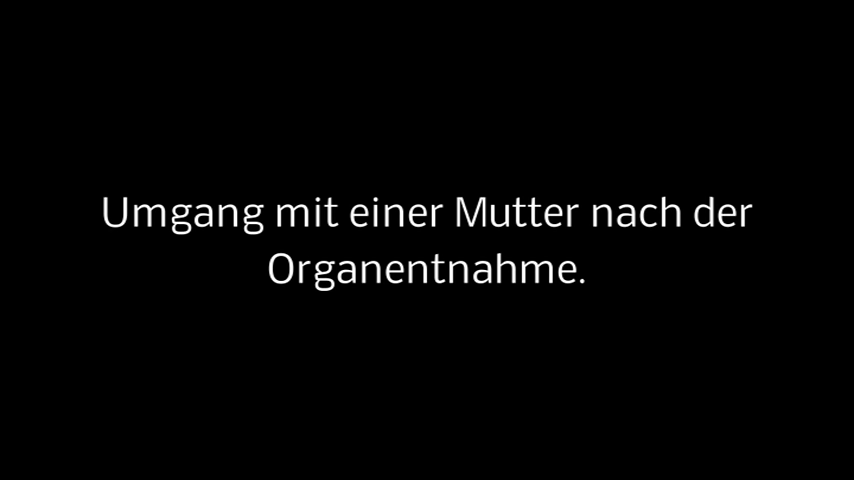 Umgang mit einer Mutter nach der
Organentnahme.